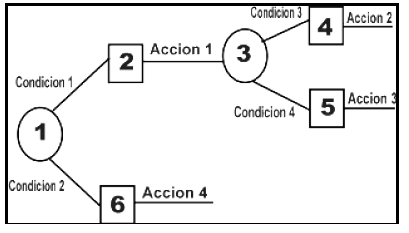 Condicion 3
4
Accion 2
Accion 1
3
2
Condicion 1
Condicion 4
5
Accion 3
1
Condicion 2
6
Accion 4